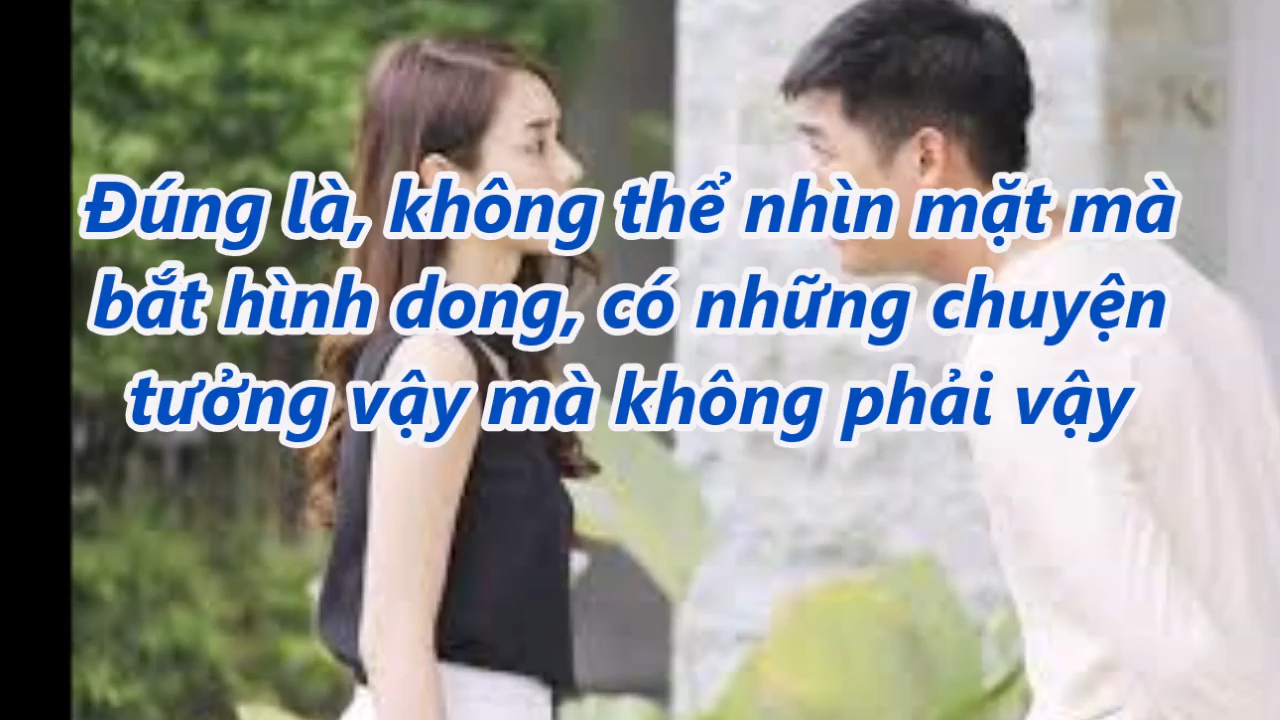 Đúng là, không thể nhìn mặt mà
bắt hình dong, có những chuyện
tưởng vậy mà không phải vậy